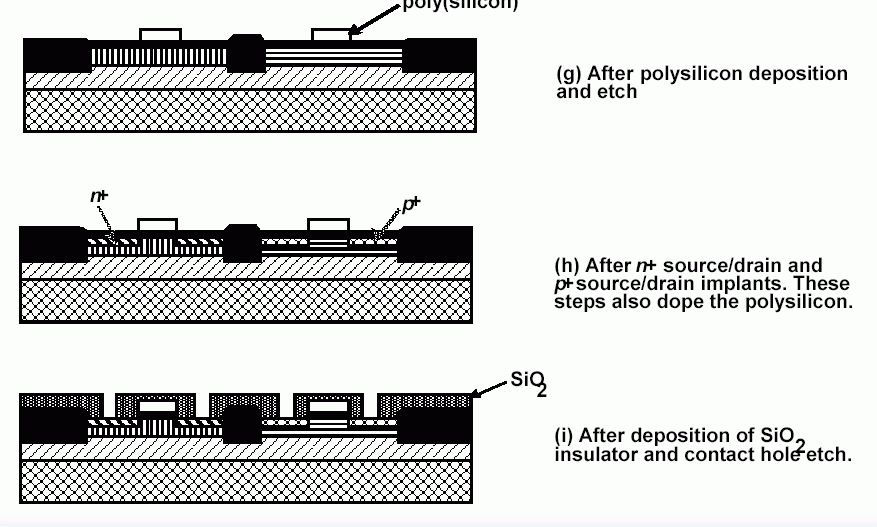 poly(silicon)
(g) After polysilicon deposition
and etch
n+
p+
(h) After n+ source/drain and
p+source/drain implants. These
steps also dope the polysilicon.
SiO2
(i) After deposition of SiO2
insulator and contact hole etch.